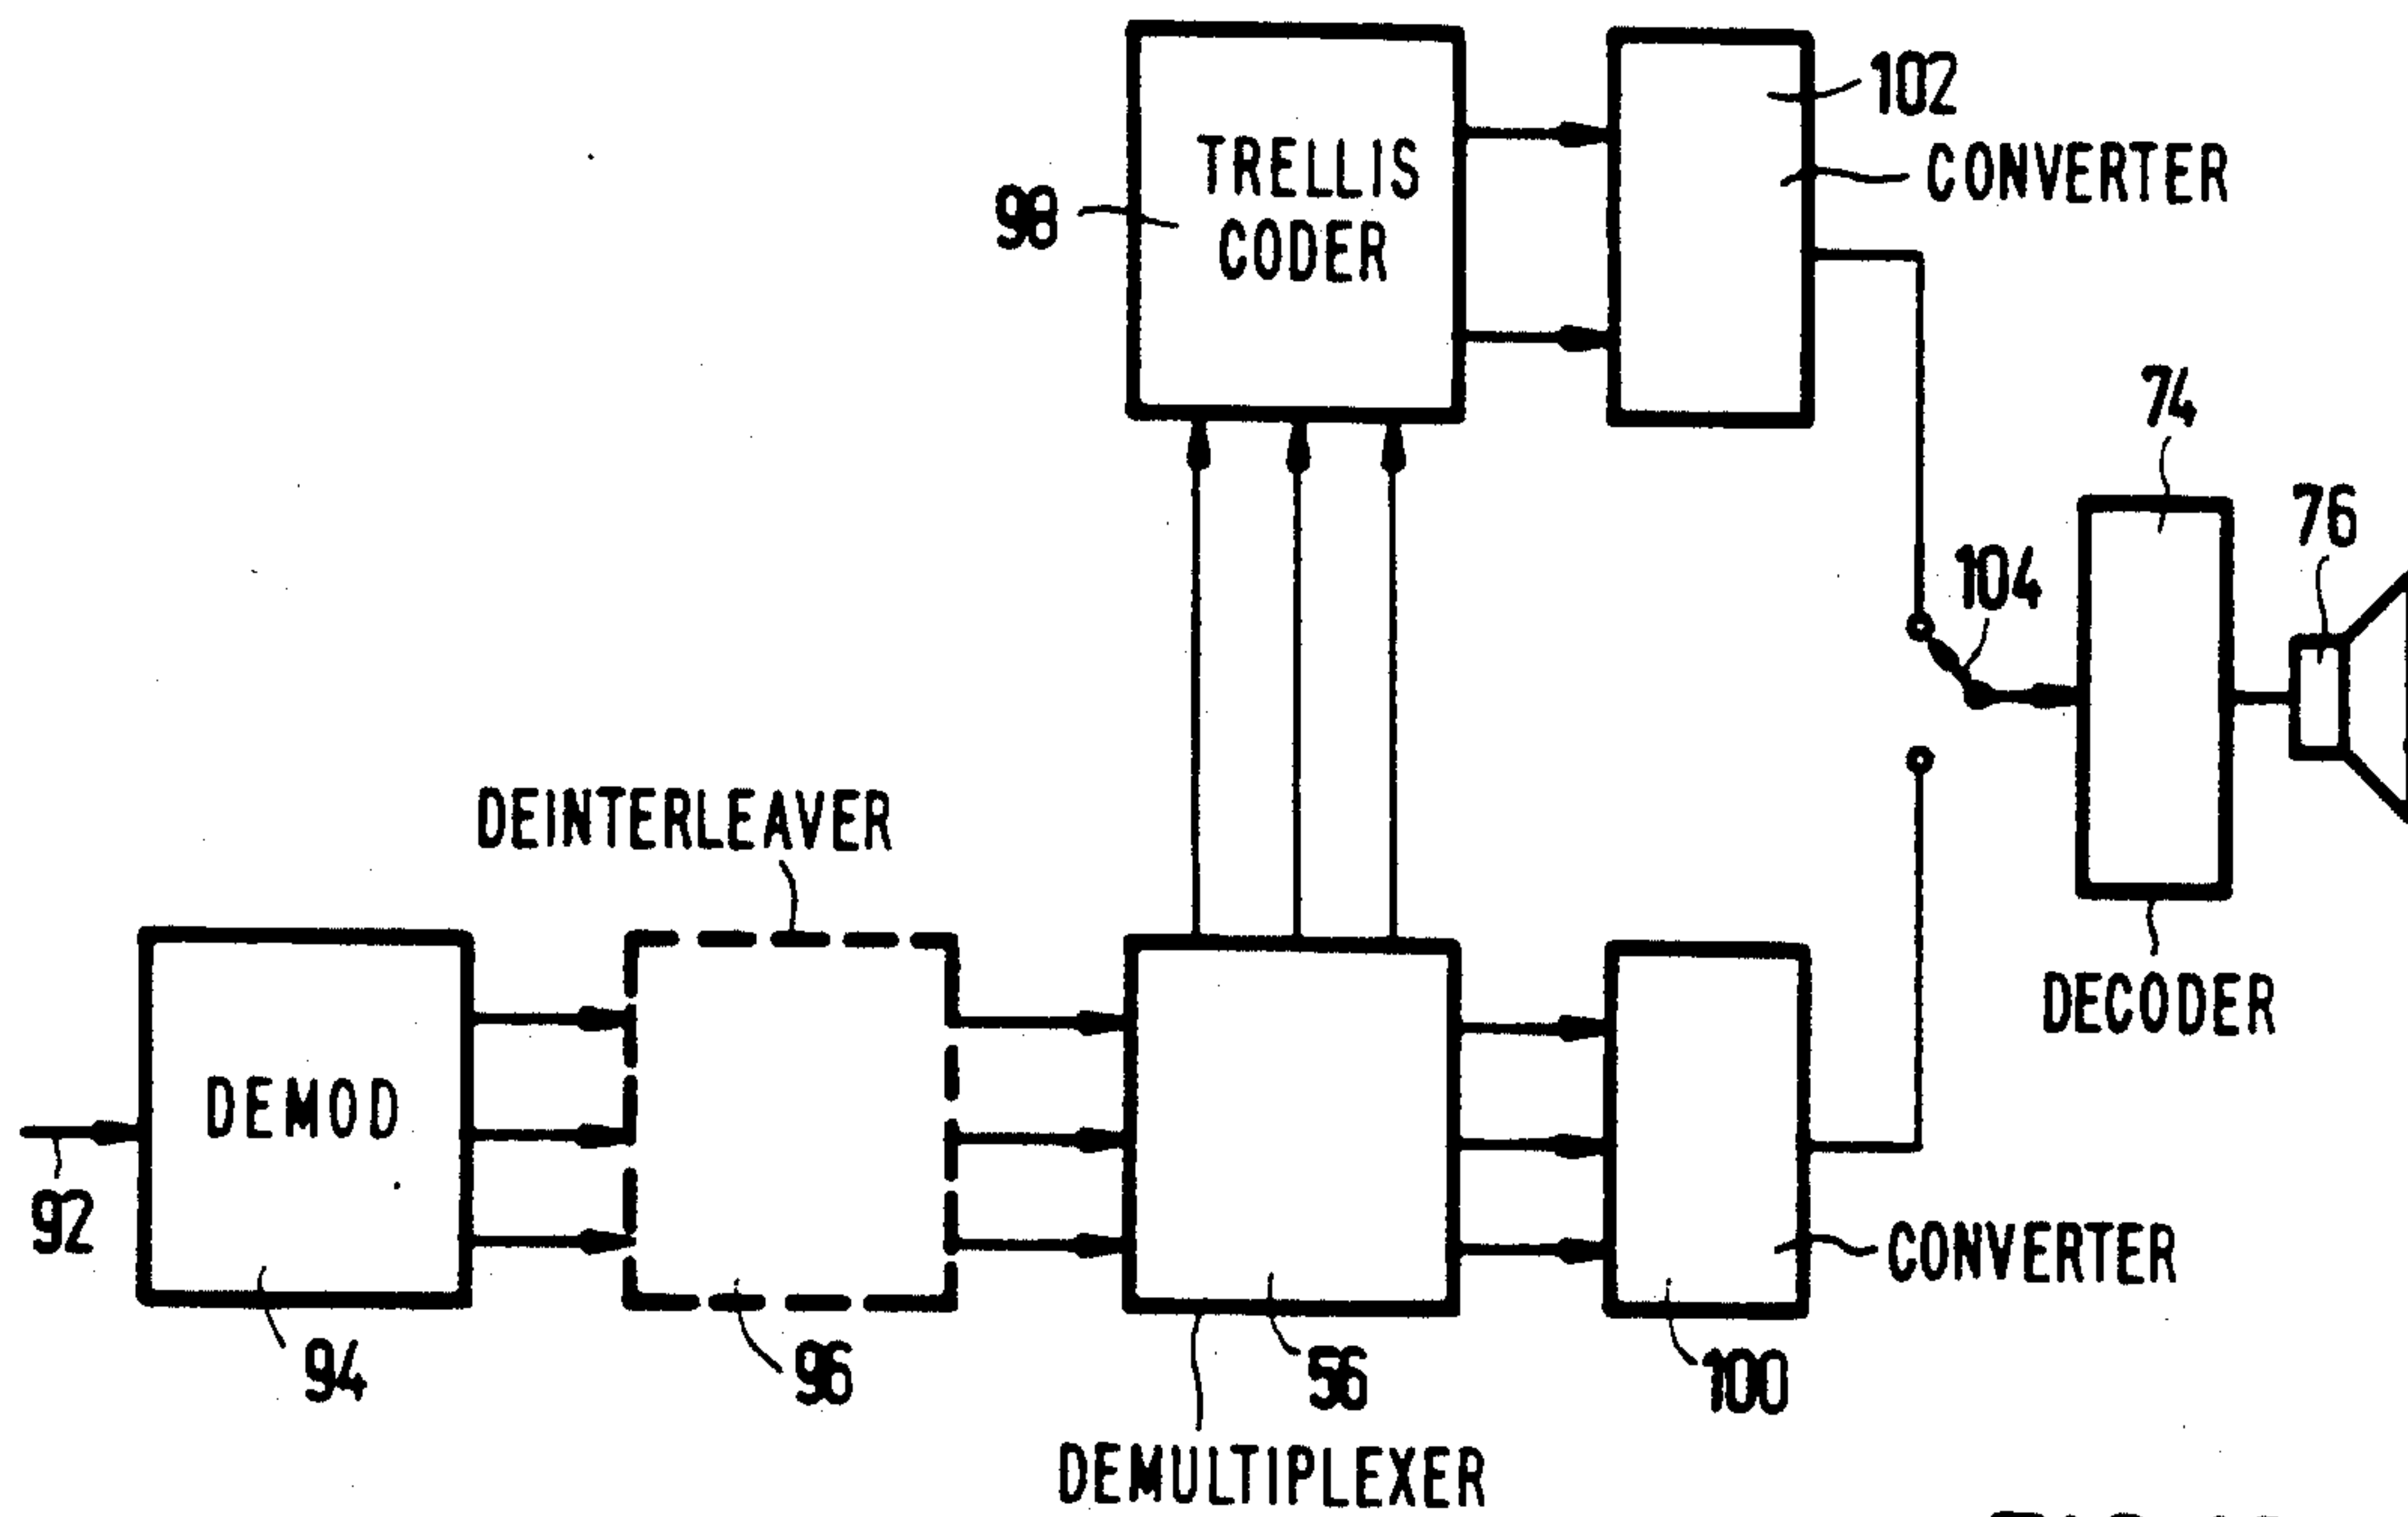 102
CONVERTER
TRELLIS
CODER
98
74
76
104
DEINTERLEAVER
DECODER
DEMOD
92
CONVERTER
94
96
56
100
DEMULTIPLEXER